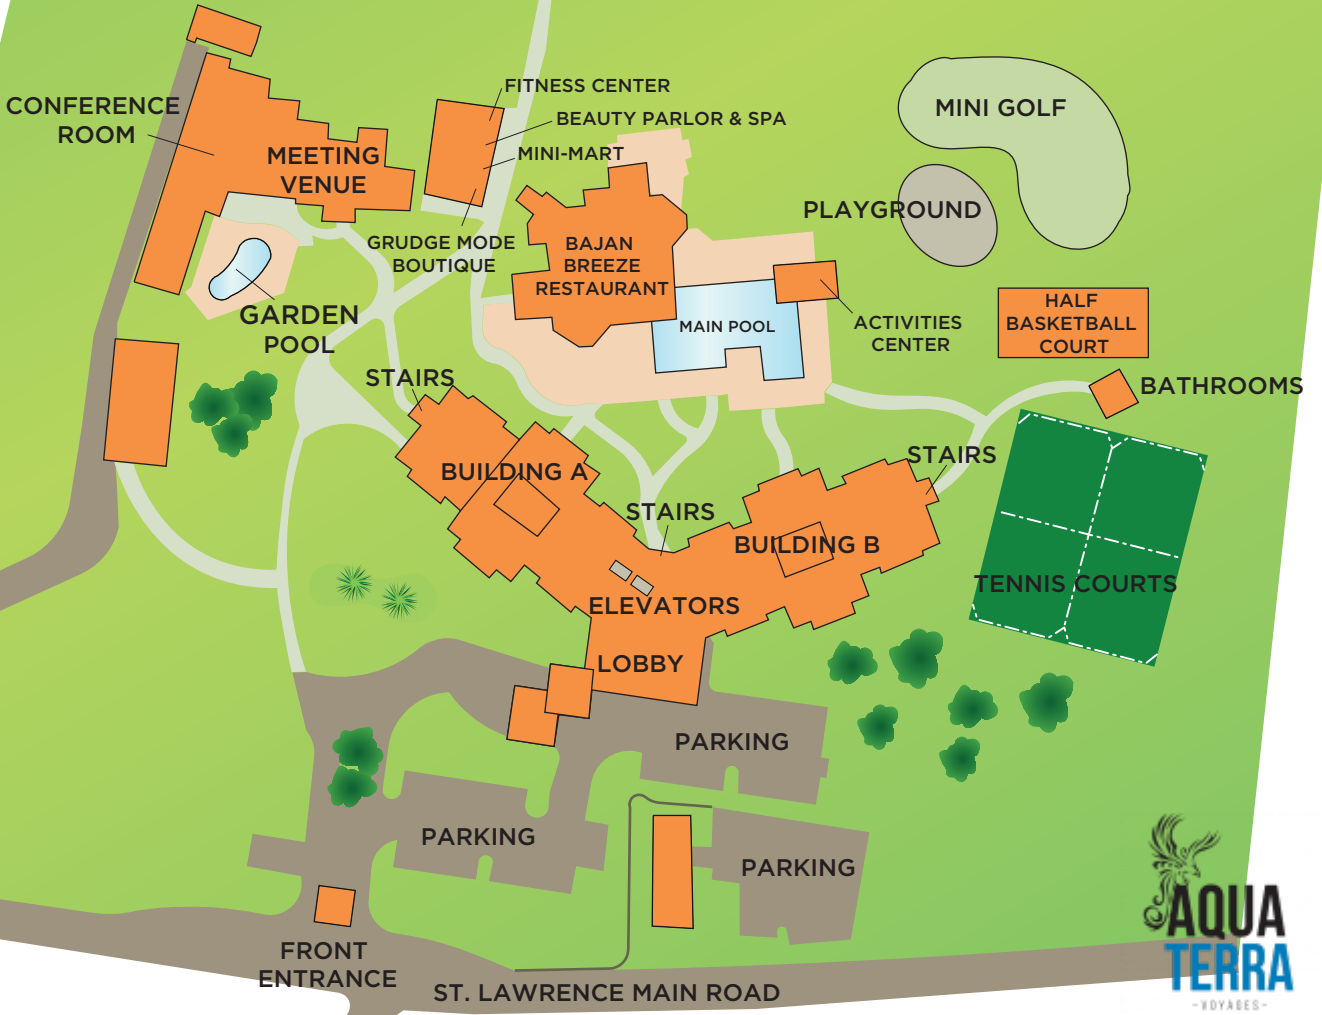 FITNESS CENTER
BEAUTY PARLOR & SPA
MINI-MART
CONFERENCE
ROOM
MEETING
VENUE
MINI GOLF
PLAYGROUND
GRUDGE MODE
BOUTIQUE
BAJAN
BREEZE
RESTAURANT
GARDEN
POOL
MAIN POOL
ACTIVITIES
CENTER
HALF
BASKETBALL
COURT
STAIRS
BATHROOMS
BUILDING A
STAIRS
STAIRS
BUILDING B
TENNIS COURTS
ELEVATORS
LOBBY
PARKING
PARKING
PARKING
FRONT
ENTRANCE
ST. LAWRENCE MAIN ROAD
AQUA
TERRA
-VOYAGES-